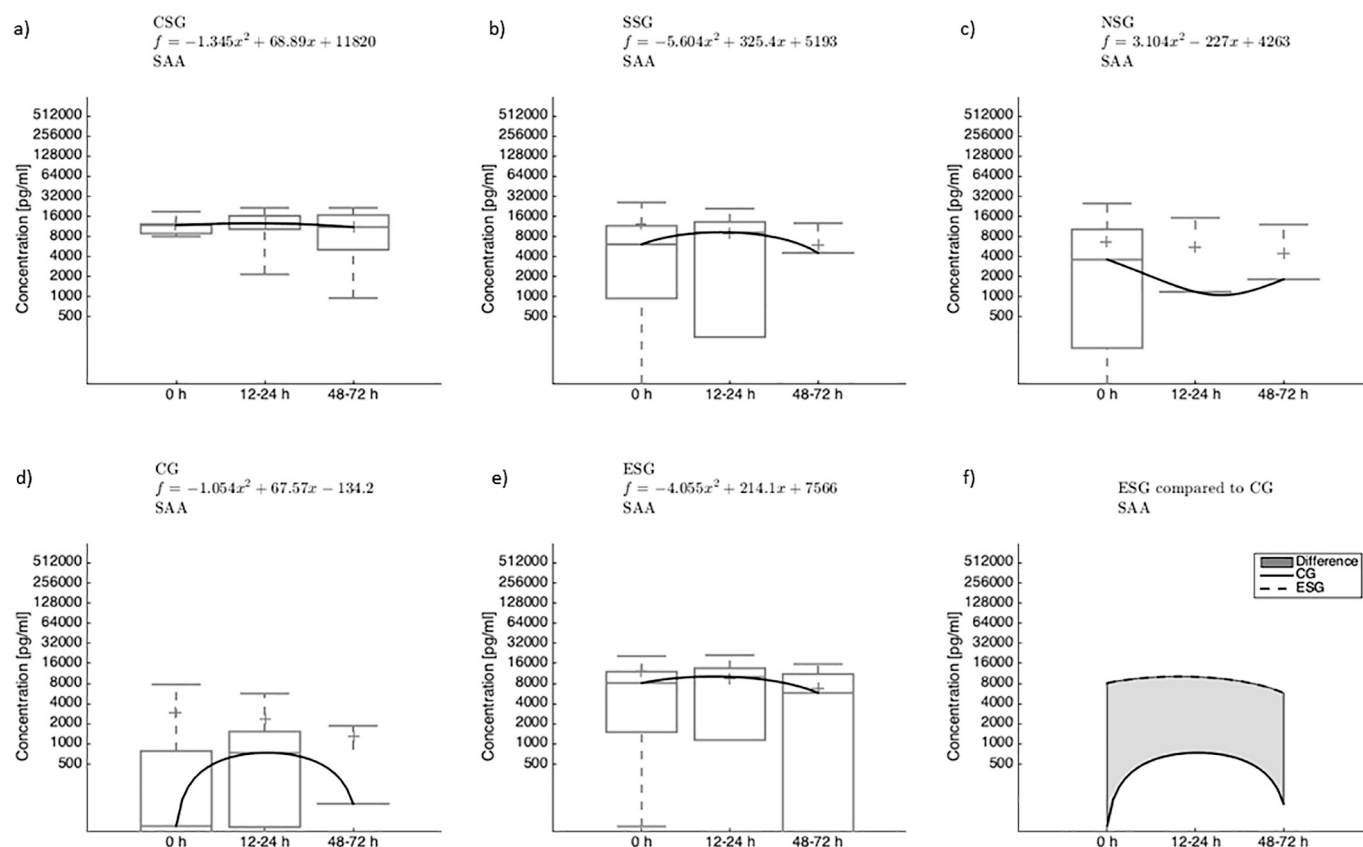 a)
CSG
f = −1.345x² + 68.89x + 11820
SAA
Concentration [pg/ml]
512000
256000
128000
64000
32000
16000
8000
4000
2000
1000
500
0 h 12-24 h 48-72 h
b)
SSG
f = −5.604x² + 325.4x + 5193
SAA
Concentration [pg/ml]
512000
256000
128000
64000
32000
16000
8000
4000
2000
1000
500
0 h 12-24 h 48-72 h
c)
NSG
f = 3.104x² − 227x + 4263
SAA
Concentration [pg/ml]
512000
256000
128000
64000
32000
16000
8000
4000
2000
1000
500
0 h 12-24 h 48-72 h
d)
CG
f = −1.054x² + 67.57x − 134.2
SAA
Concentration [pg/ml]
512000
256000
128000
64000
32000
16000
8000
4000
2000
1000
500
0 h 12-24 h 48-72 h
e)
ESG
f = −4.055x² + 214.1x + 7566
SAA
Concentration [pg/ml]
512000
256000
128000
64000
32000
16000
8000
4000
2000
1000
500
0 h 12-24 h 48-72 h
f)
ESG compared to CG
SAA
Concentration [pg/ml]
512000
256000
128000
64000
32000
16000
8000
4000
2000
1000
500
0 h 12-24 h 48-72 h
Difference
CG
ESG